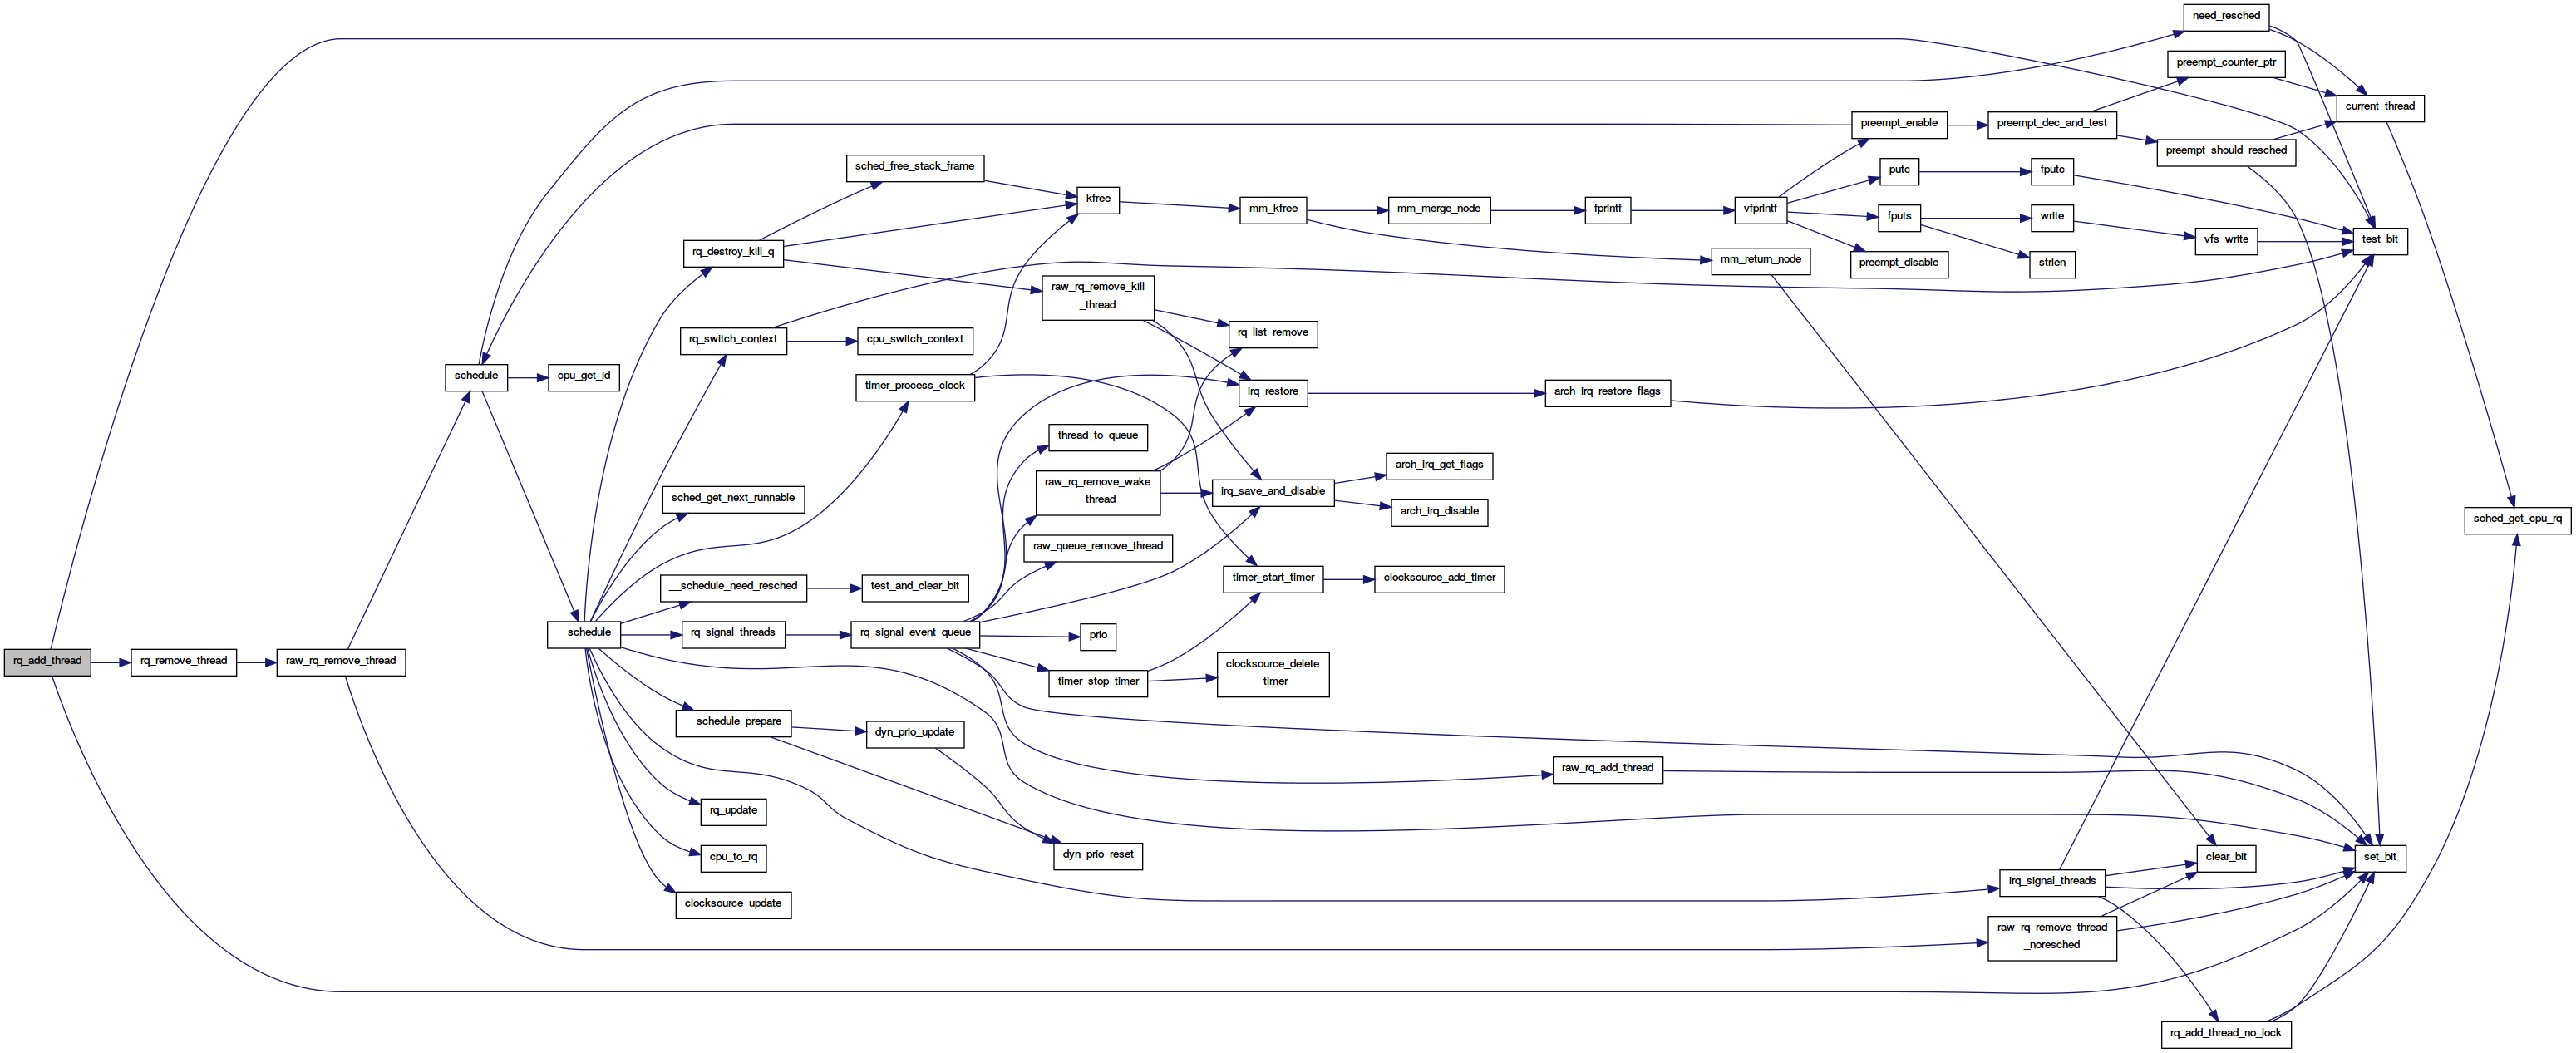 need_resched
preempt_counter_ptr
current_thread
preempt_enable
preempt_dec_and_test
preempt_should_resched
sched_free_stack_frame
putc
fputc
kfree
mm_kfree
mm_merge_node
fprintf
vfprintf
fputs
write
test_bit
vfs_write
rq_destroy_kill_q
mm_return_node
preempt_disable
strlen
raw_rq_remove_kill
_thread
rq_switch_context
cpu_switch_context
rq_list_remove
schedule
cpu_get_id
timer_process_clock
irq_restore
arch_irq_restore_flags
thread_to_queue
arch_irq_get_flags
raw_rq_remove_wake
_thread
irq_save_and_disable
sched_get_next_runnable
arch_irq_disable
sched_get_cpu_rq
raw_queue_remove_thread
__schedule_need_resched
test_and_clear_bit
timer_start_timer
clocksource_add_timer
__schedule
rq_signal_threads
rq_signal_event_queue
prio
rq_add_thread
rq_remove_thread
raw_rq_remove_thread
timer_stop_timer
clocksource_delete
_timer
__schedule_prepare
dyn_prio_update
raw_rq_add_thread
rq_update
cpu_to_rq
dyn_prio_reset
clear_bit
set_bit
irq_signal_threads
clocksource_update
raw_rq_remove_thread
_noresched
rq_add_thread_no_lock